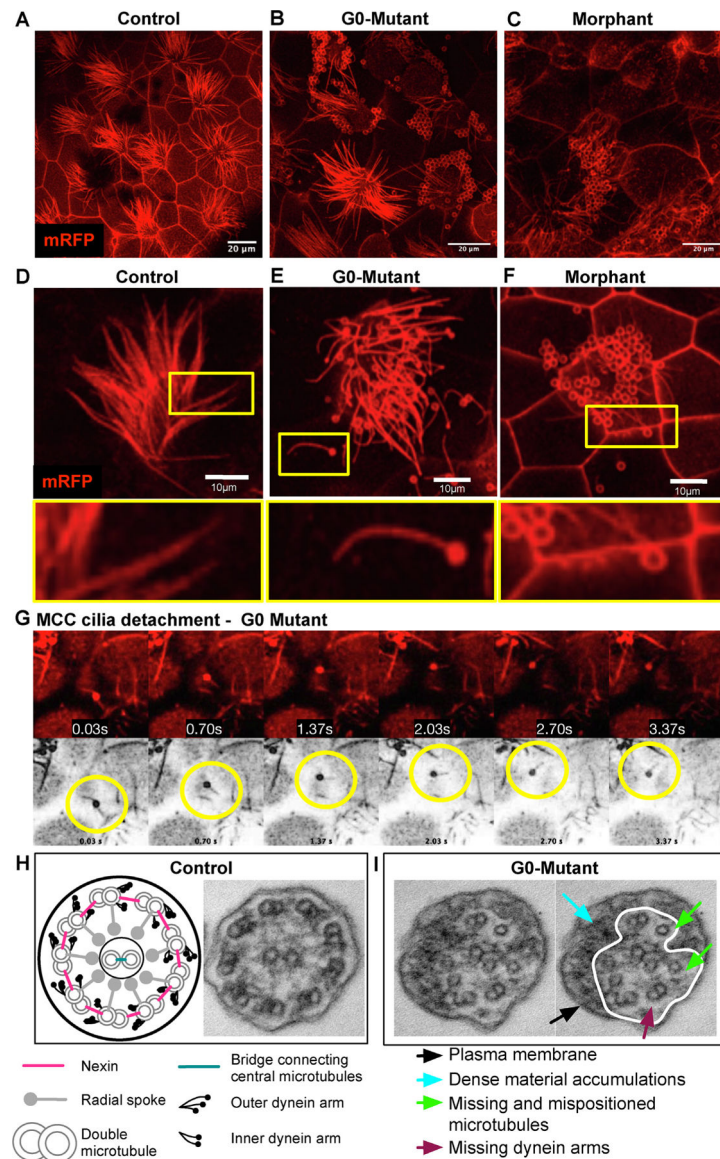 A Control B G0-Mutant C Morphant
mRFP 20 µm 20 µm 20 µm
D Control E G0-Mutant F Morphant
mRFP 10µm 10µm 10µm
G MCC cilia detachment - G0 Mutant
0.03s 0.70s 1.37s 2.03s 2.70s 3.37s
0.03 s 0.70 s 1.37 s 2.03 s 2.70 s 3.37 s
H Control I G0-Mutant
Nexin
Radial spoke
Double
microtubule
Bridge connecting
central microtubules
Outer dynein arm
Inner dynein arm
Plasma membrane
Dense material accumulations
Missing and mispositioned
microtubules
Missing dynein arms